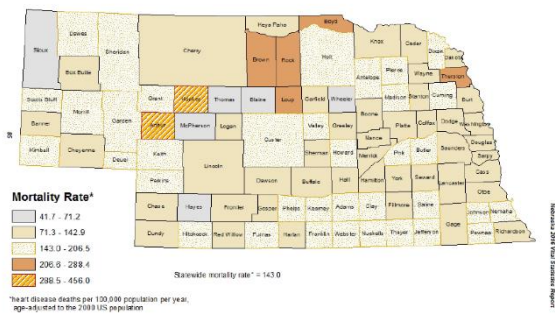 Sioux
Dawes
Sheridan
Cherry
Keya Paha
Boyd
Knox
Cedar
Dixon
Dakota
Box Butte
Brown
Rock
Holt
Antelope
Pierce
Wayne
Thurston
Scotts Bluff
Morrill
Garden
Grant
Hooker
Thomas
Blaine
Loup
Garfield
Wheeler
Madison
Stanton
Cuming
Burt
Banner
Arthur
McPherson
Logan
Custer
Valley
Greeley
Boone
Platte
Colfax
Dodge
Washington
Nance
Kimball
Cheyenne
Deuel
Keith
Lincoln
Sherman
Howard
Merrick
Polk
Butler
Saunders
Douglas
Sarpy
Perkins
Dawson
Buffalo
Hall
Hamilton
York
Seward
Lancaster
Cass
Otoe
Chase
Hayes
Frontier
Gosper
Phelps
Kearney
Adams
Clay
Fillmore
Saline
Gage
Johnson
Nemaha
Dundy
Hitchcock
Red Willow
Furnas
Harlan
Franklin
Webster
Nuckolls
Thayer
Jefferson
Pawnee
Richardson
Mortality Rate*
41.7 - 71.2
71.3 - 142.9
143.0 - 206.5
206.6 - 288.4
288.5 - 456.0
Statewide mortality rate* = 143.0
*heart disease deaths per 100,000 population per year,
age-adjusted to the 2000 US population
Vital Statistics Report